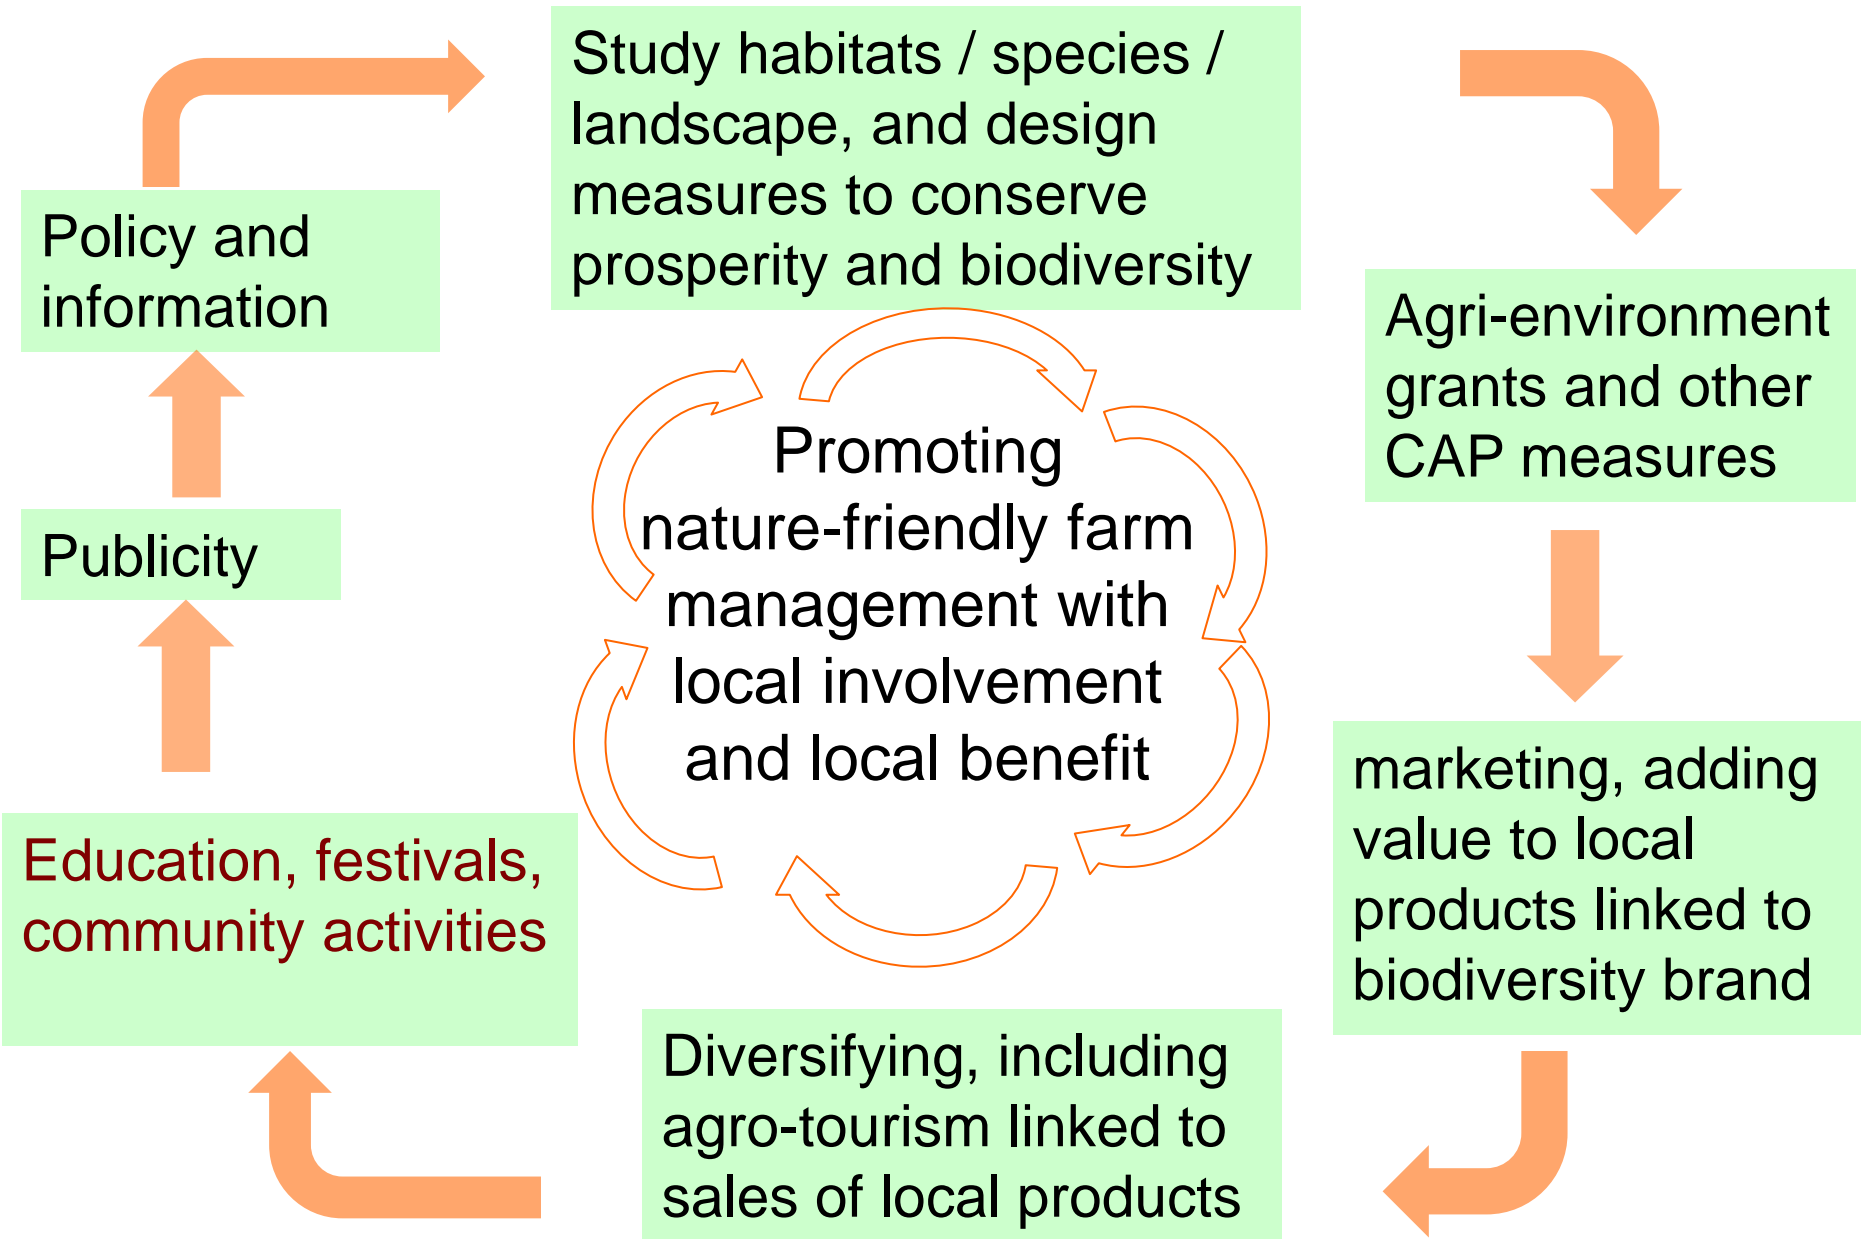 Study habitats / species /
landscape, and design
measures to conserve
prosperity and biodiversity
Agri-environment
grants and other
CAP measures
marketing, adding
value to local
products linked to
biodiversity brand
Diversifying, including
agro-tourism linked to
sales of local products
Education, festivals,
community activities
Publicity
Policy and
information
Promoting
nature-friendly farm
management with
local involvement
and local benefit